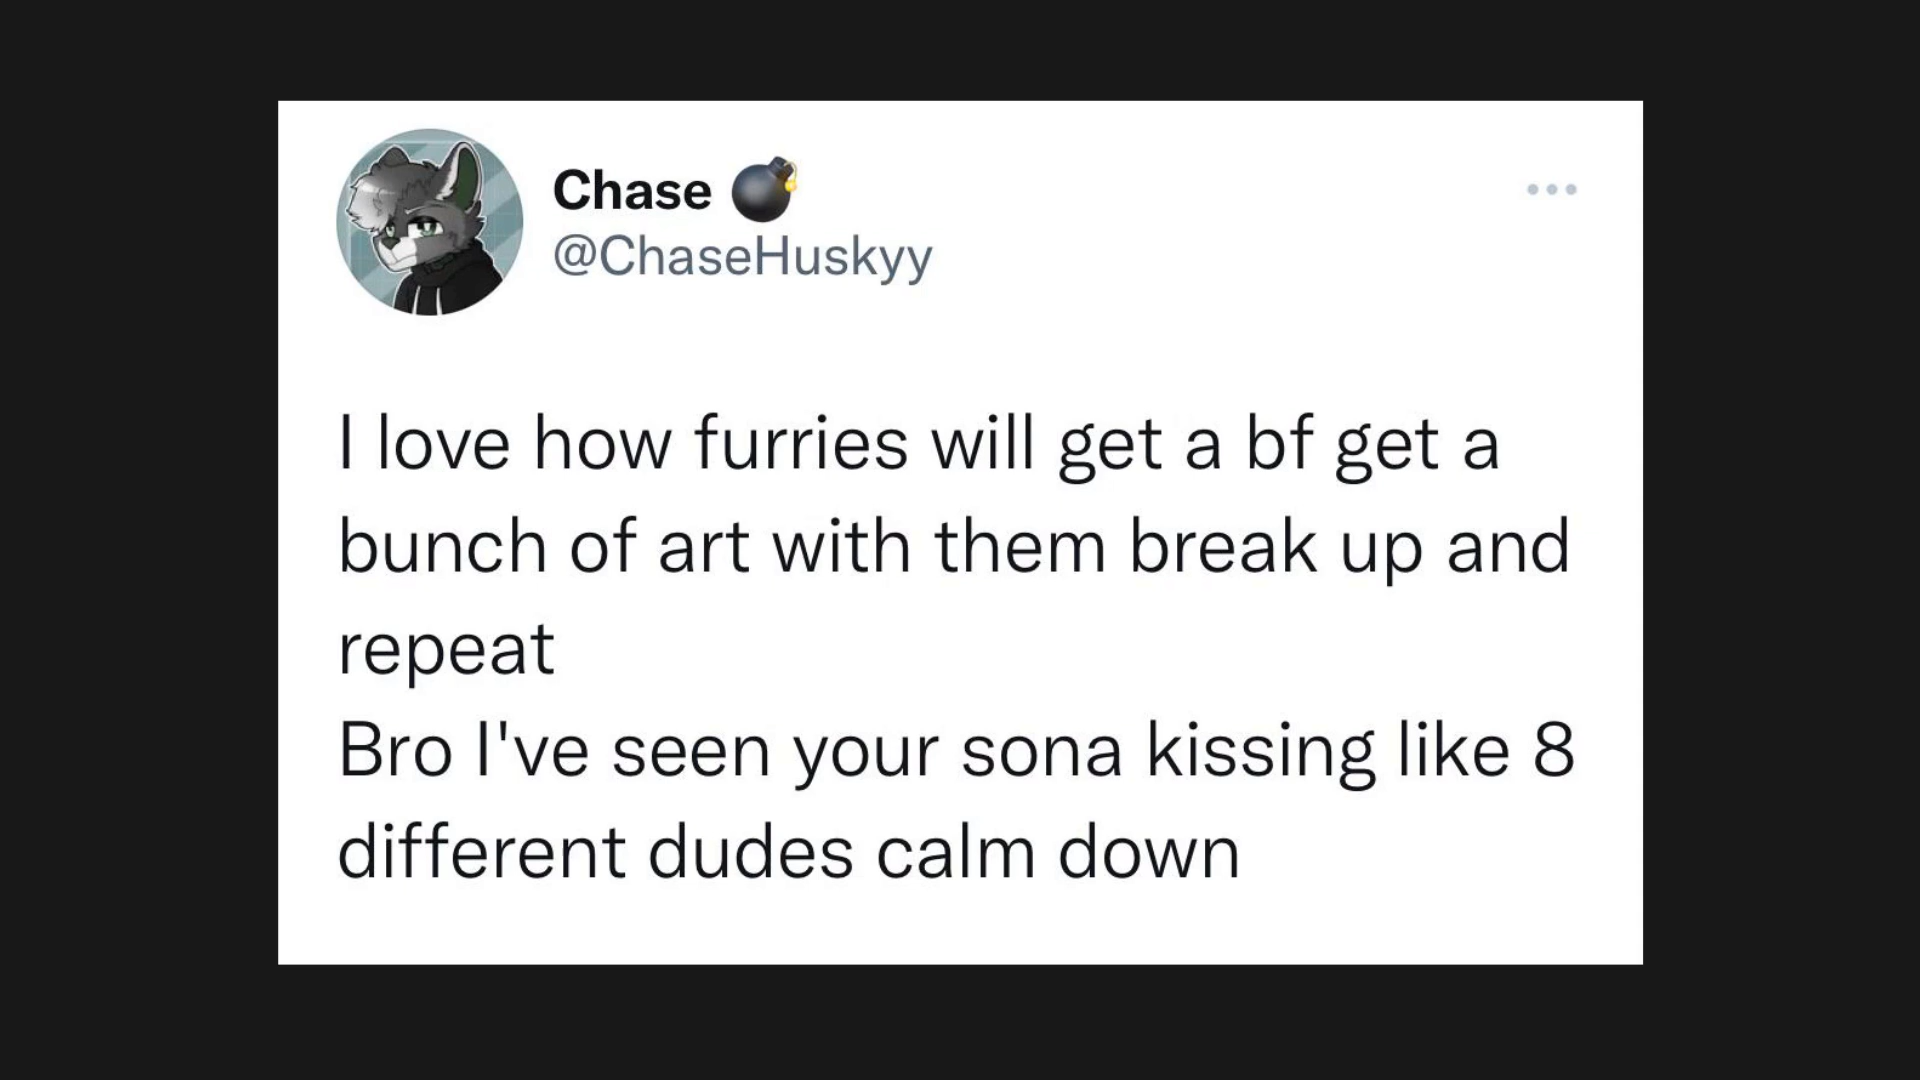 Chase 💣
@ChaseHuskyy
I love how furries will get a bf get a
bunch of art with them break up and
repeat
Bro I've seen your sona kissing like 8
different dudes calm down